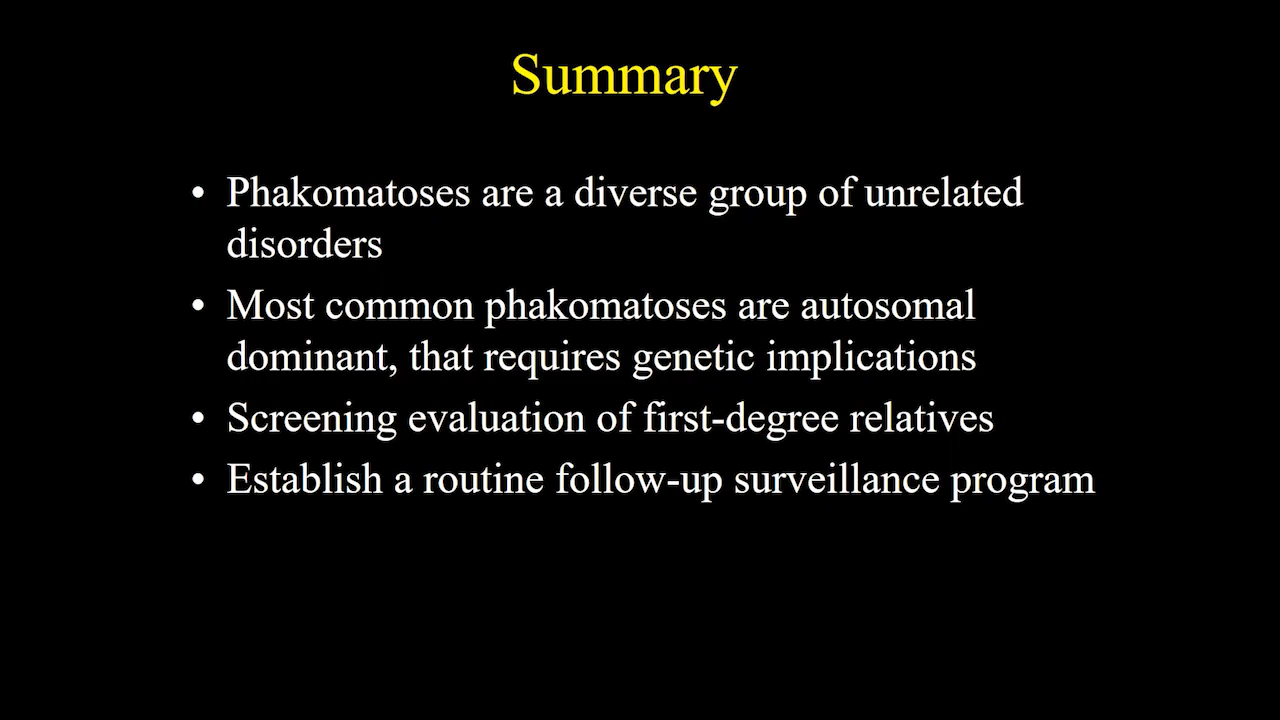 Summary
• Phakomatoses are a diverse group of unrelated
disorders
• Most common phakomatoses are autosomal
dominant, that requires genetic implications
• Screening evaluation of first-degree relatives
• Establish a routine follow-up surveillance program